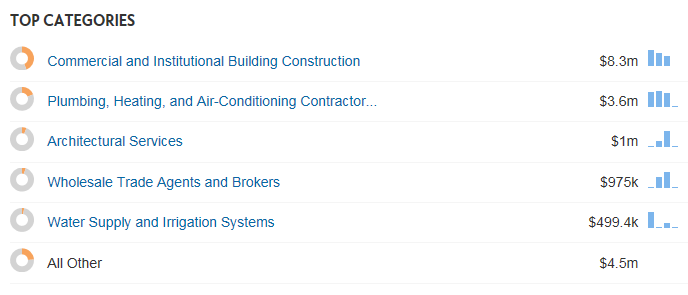 TOP CATEGORIES
Commercial and Institutional Building Construction $8.3m
Plumbing, Heating, and Air-Conditioning Contractor... $3.6m
Architectural Services $1m
Wholesale Trade Agents and Brokers $975k
Water Supply and Irrigation Systems $499.4k
All Other $4.5m